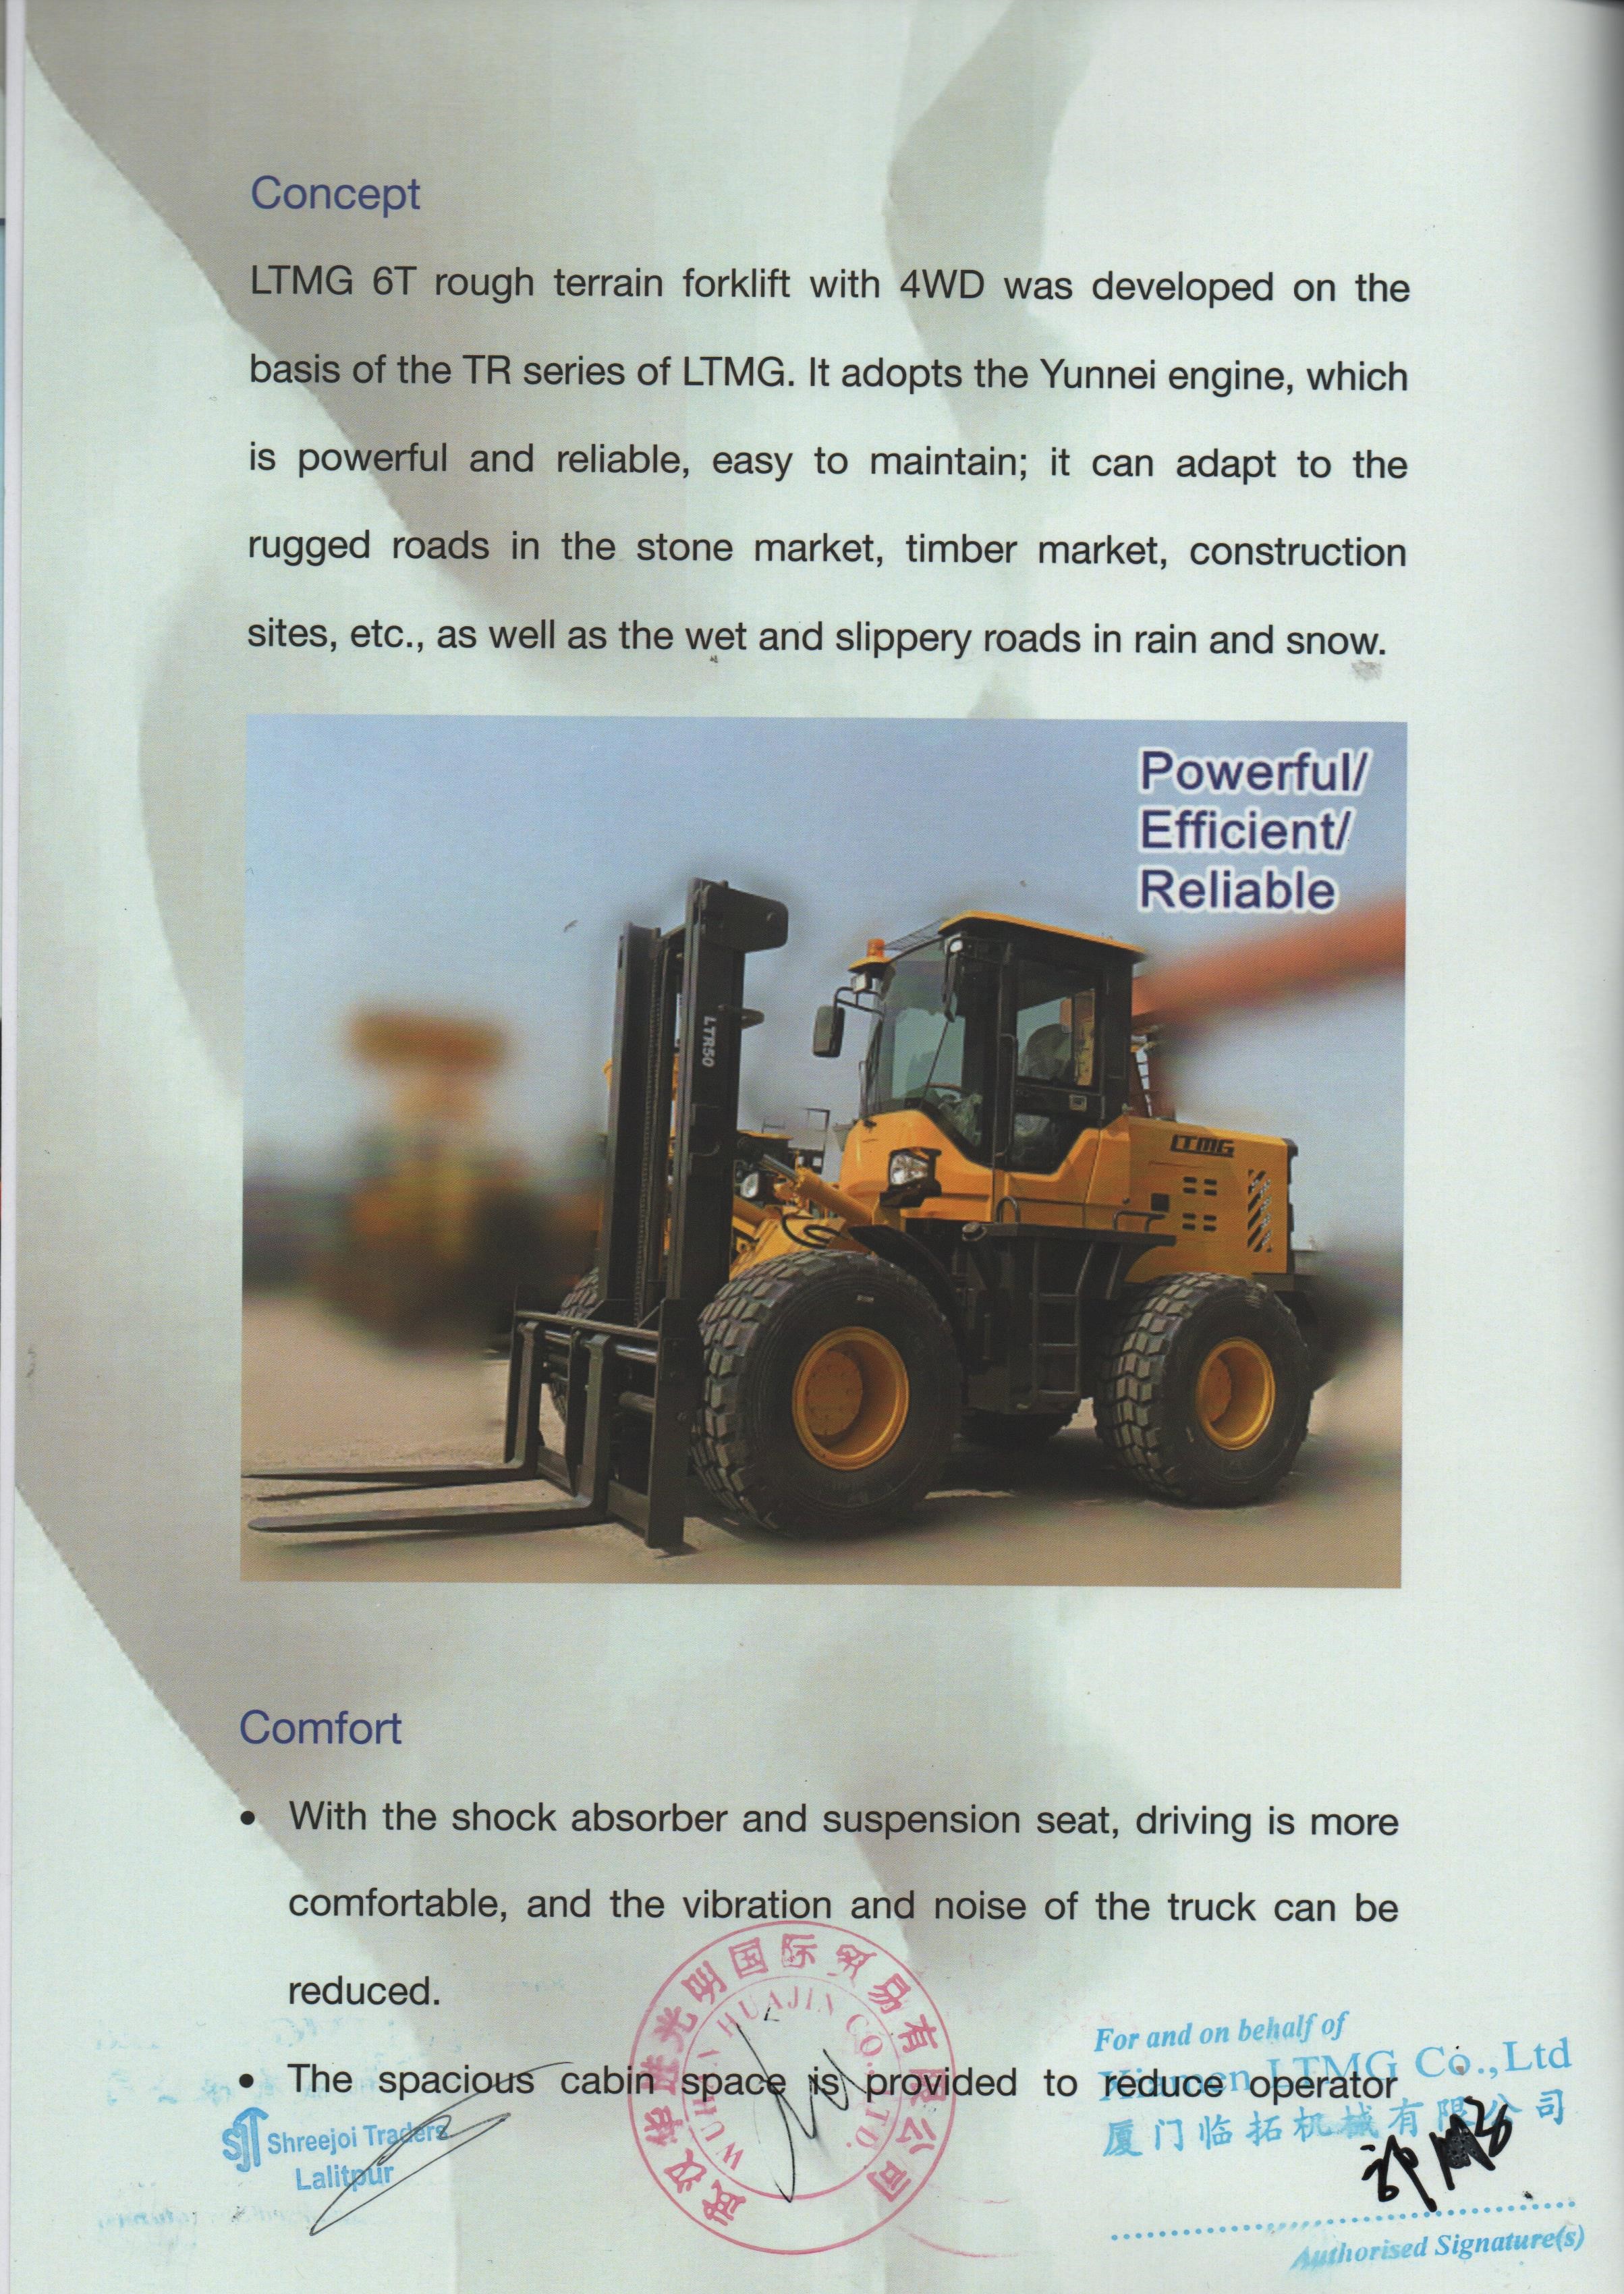 Concept
LTMG 6T rough terrain forklift with 4WD was developed on the
basis of the TR series of LTMG. It adopts the Yunnei engine, which
is powerful and reliable, easy to maintain; it can adapt to the
rugged roads in the stone market, timber market, construction
sites, etc., as well as the wet and slippery roads in rain and snow.
Powerful/
Efficient/
Reliable
LTR50
LTMG
Comfort
• With the shock absorber and suspension seat, driving is more
comfortable, and the vibration and noise of the truck can be
reduced.
• The spacious cabin space is provided to reduce operator
SJT Shreejoi Traders
Lalitpur
武汉华胜光明国际贸易有限公司
WUHAN HUAJIA CO., LTD.
For and on behalf of
Xiamen LTMG Co.,Ltd
厦门临拓机械有限公司
Authorised Signature(s)